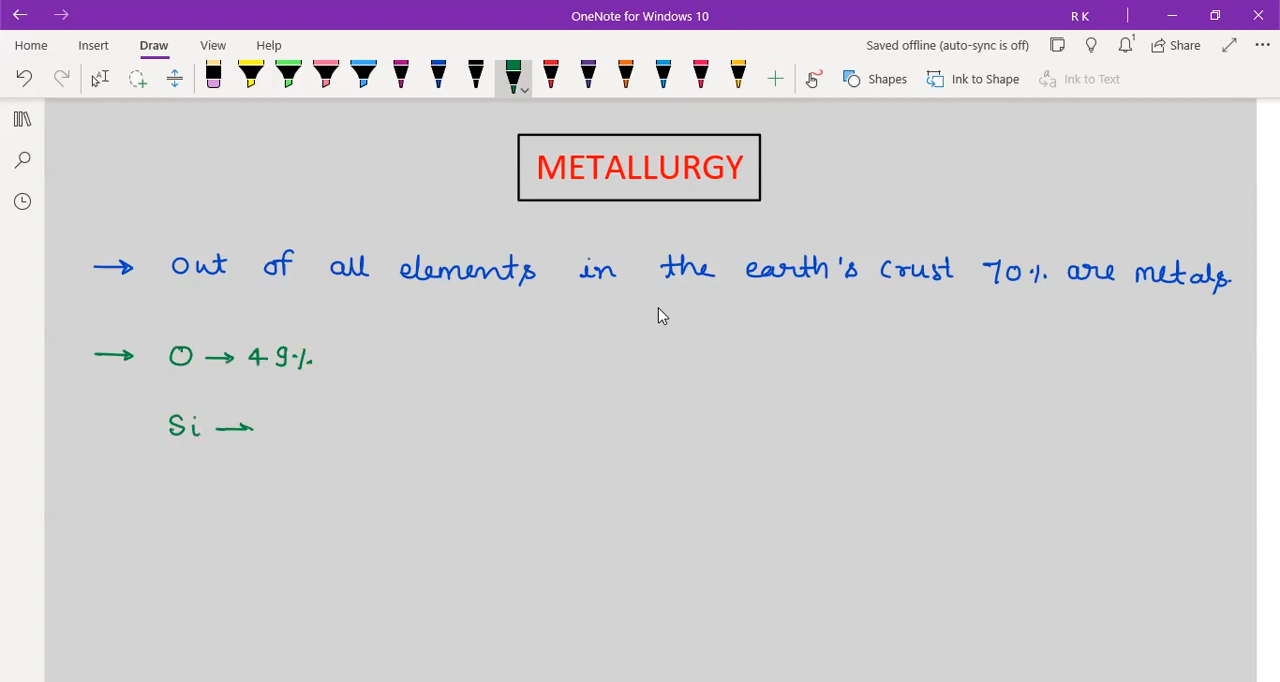 OneNote for Windows 10
R K
Home Insert Draw View Help
Saved offline (auto-sync is off)
1
Share
Shapes
Ink to Shape
Ink to Text
METALLURGY
→ Out of all elements in the earth's crust 70% are metals.
→ O → 49%
Si →